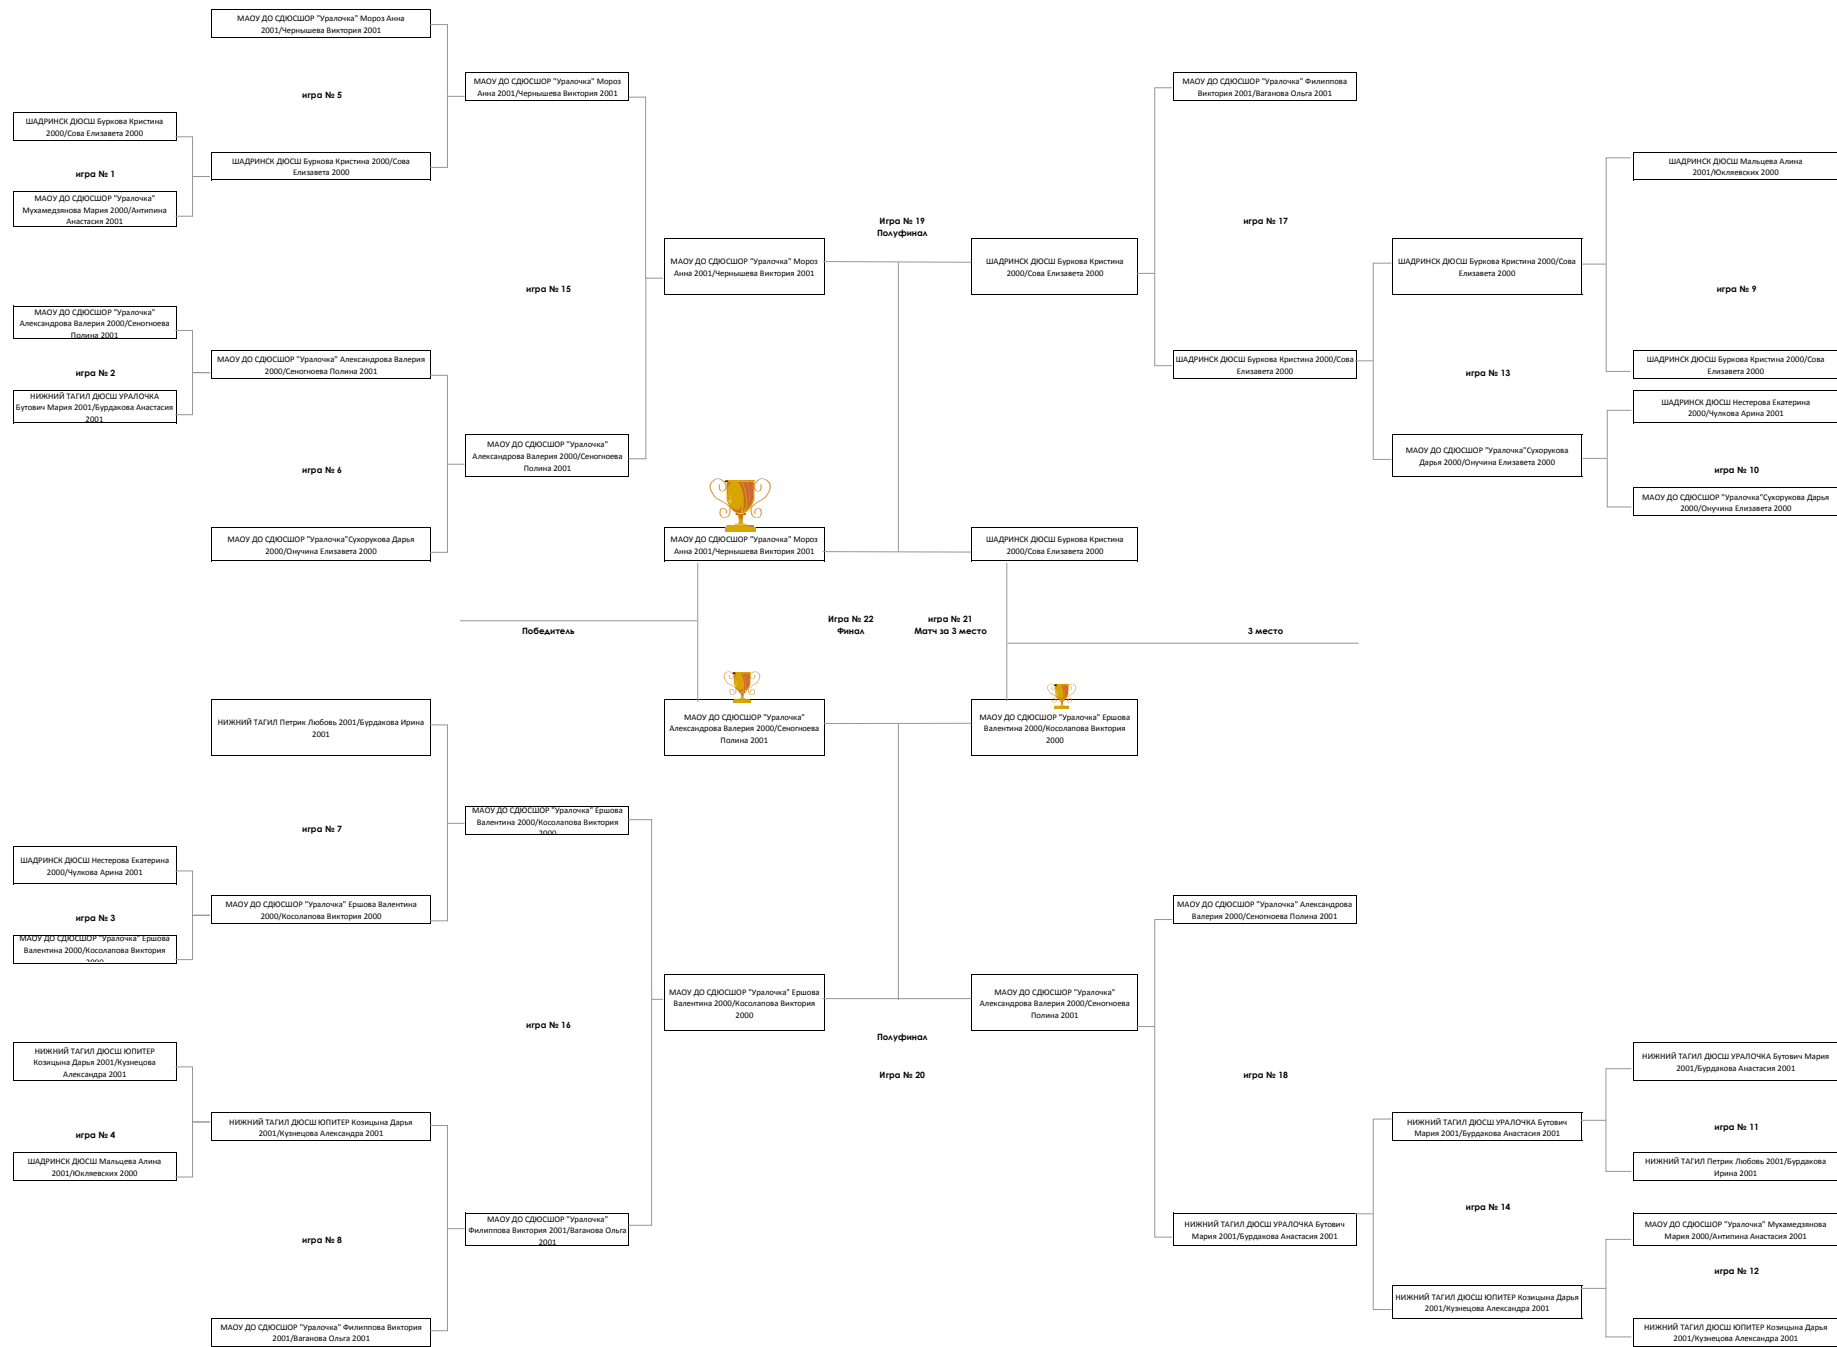 МАОУ ДО СДЮСШОР "Уралочка" Мороз Анна
2001/Чернышева Виктория 2001
игра № 5
ШАДРИНСК ДЮСШ Буркова Кристина
2000/Сова Елизавета 2000
игра № 1
МАОУ ДО СДЮСШОР "Уралочка"
Мухамедзянова Мария 2000/Антипина
Анастасия 2001
ШАДРИНСК ДЮСШ Буркова Кристина 2000/Сова
Елизавета 2000
МАОУ ДО СДЮСШОР "Уралочка" Мороз
Анна 2001/Чернышева Виктория 2001
игра № 15
МАОУ ДО СДЮСШОР "Уралочка"
Александрова Валерия 2000/Сеногноева
Полина 2001
игра № 2
НИЖНИЙ ТАГИЛ ДЮСШ УРАЛОЧКА
Бутович Мария 2001/Бурдакова Анастасия
2001
МАОУ ДО СДЮСШОР "Уралочка" Александрова Валерия
2000/Сеногноева Полина 2001
игра № 6
МАОУ ДО СДЮСШОР "Уралочка"Сухорукова Дарья
2000/Онучина Елизавета 2000
МАОУ ДО СДЮСШОР "Уралочка"
Александрова Валерия 2000/Сеногноева
Полина 2001
МАОУ ДО СДЮСШОР "Уралочка" Мороз
Анна 2001/Чернышева Виктория 2001
Игра № 19
Полуфинал
ШАДРИНСК ДЮСШ Буркова Кристина
2000/Сова Елизавета 2000
МАОУ ДО СДЮСШОР "Уралочка" Филиппова
Виктория 2001/Ваганова Ольга 2001
игра № 17
ШАДРИНСК ДЮСШ Буркова Кристина 2000/Сова
Елизавета 2000
ШАДРИНСК ДЮСШ Буркова Кристина 2000/Сова
Елизавета 2000
игра № 13
МАОУ ДО СДЮСШОР "Уралочка"Сухорукова
Дарья 2000/Онучина Елизавета 2000
ШАДРИНСК ДЮСШ Мальцева Алина
2001/Юкляевских 2000
игра № 9
ШАДРИНСК ДЮСШ Буркова Кристина 2000/Сова
Елизавета 2000
ШАДРИНСК ДЮСШ Нестерова Екатерина
2000/Чулкова Арина 2001
игра № 10
МАОУ ДО СДЮСШОР "Уралочка"Сухорукова Дарья
2000/Онучина Елизавета 2000
МАОУ ДО СДЮСШОР "Уралочка" Мороз
Анна 2001/Чернышева Виктория 2001
ШАДРИНСК ДЮСШ Буркова Кристина
2000/Сова Елизавета 2000
Победитель
Игра № 22
Финал
игра № 21
Матч за 3 место
3 место
МАОУ ДО СДЮСШОР "Уралочка"
Александрова Валерия 2000/Сеногноева
Полина 2001
МАОУ ДО СДЮСШОР "Уралочка" Ершова
Валентина 2000/Косолапова Виктория
2000
НИЖНИЙ ТАГИЛ Петрик Любовь 2001/Бурдакова Ирина
2001
игра № 7
ШАДРИНСК ДЮСШ Нестерова Екатерина
2000/Чулкова Арина 2001
игра № 3
МАОУ ДО СДЮСШОР "Уралочка" Ершова
Валентина 2000/Косолапова Виктория
2000
МАОУ ДО СДЮСШОР "Уралочка" Ершова Валентина
2000/Косолапова Виктория 2000
МАОУ ДО СДЮСШОР "Уралочка" Ершова
Валентина 2000/Косолапова Виктория
2000
игра № 16
НИЖНИЙ ТАГИЛ ДЮСШ ЮПИТЕР
Козицына Дарья 2001/Кузнецова
Александра 2001
игра № 4
ШАДРИНСК ДЮСШ Мальцева Алина
2001/Юкляевских 2000
НИЖНИЙ ТАГИЛ ДЮСШ ЮПИТЕР Козицына Дарья
2001/Кузнецова Александра 2001
игра № 8
МАОУ ДО СДЮСШОР "Уралочка" Филиппова Виктория
2001/Ваганова Ольга 2001
МАОУ ДО СДЮСШОР "Уралочка"
Филиппова Виктория 2001/Ваганова Ольга
2001
МАОУ ДО СДЮСШОР "Уралочка" Ершова
Валентина 2000/Косолапова Виктория
2000
Полуфинал
Игра № 20
МАОУ ДО СДЮСШОР "Уралочка"
Александрова Валерия 2000/Сеногноева
Полина 2001
МАОУ ДО СДЮСШОР "Уралочка" Александрова
Валерия 2000/Сеногноева Полина 2001
игра № 18
НИЖНИЙ ТАГИЛ ДЮСШ УРАЛОЧКА Бутович
Мария 2001/Бурдакова Анастасия 2001
НИЖНИЙ ТАГИЛ ДЮСШ УРАЛОЧКА Бутович
Мария 2001/Бурдакова Анастасия 2001
игра № 14
НИЖНИЙ ТАГИЛ ДЮСШ ЮПИТЕР Козицына Дарья
2001/Кузнецова Александра 2001
НИЖНИЙ ТАГИЛ ДЮСШ УРАЛОЧКА Бутович Мария
2001/Бурдакова Анастасия 2001
игра № 11
НИЖНИЙ ТАГИЛ Петрик Любовь 2001/Бурдакова
Ирина 2001
МАОУ ДО СДЮСШОР "Уралочка" Мухамедзянова
Мария 2000/Антипина Анастасия 2001
игра № 12
НИЖНИЙ ТАГИЛ ДЮСШ ЮПИТЕР Козицына Дарья
2001/Кузнецова Александра 2001